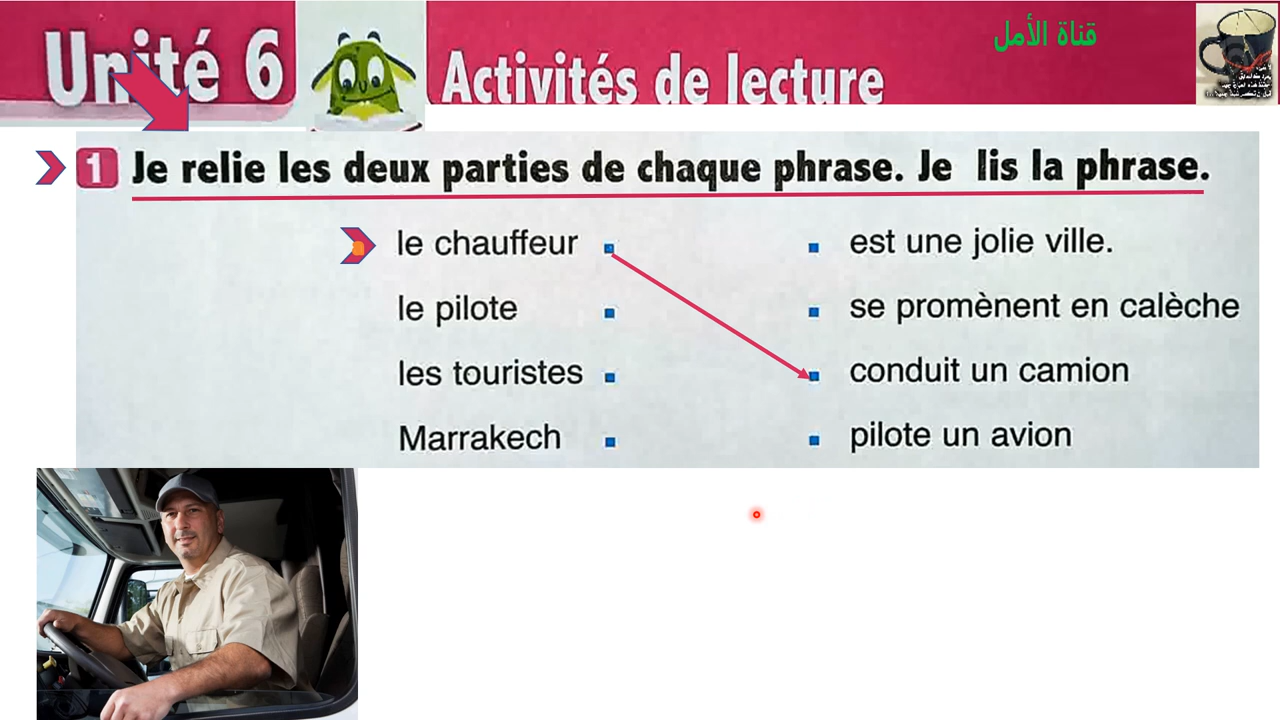 Unité 6
Activités de lecture
قناة الأمل
1 Je relie les deux parties de chaque phrase. Je lis la phrase.
le chauffeur
est une jolie ville.
le pilote
se promènent en calèche
les touristes
conduit un camion
Marrakech
pilote un avion